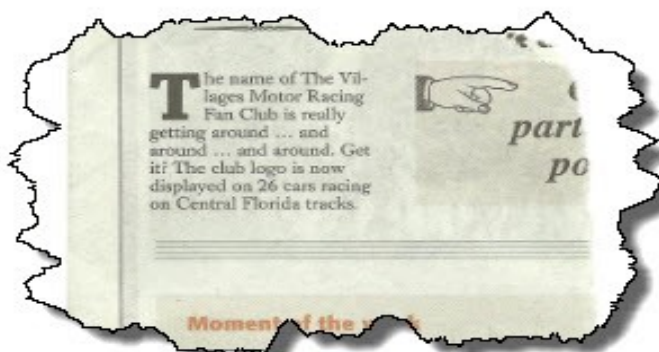 The name of The Vil-
lages Motor Racing
Fan Club is really
getting around ... and
around ... and around. Get
it? The club logo is now
displayed on 26 cars racing
on Central Florida tracks.
part
po
Moment of the